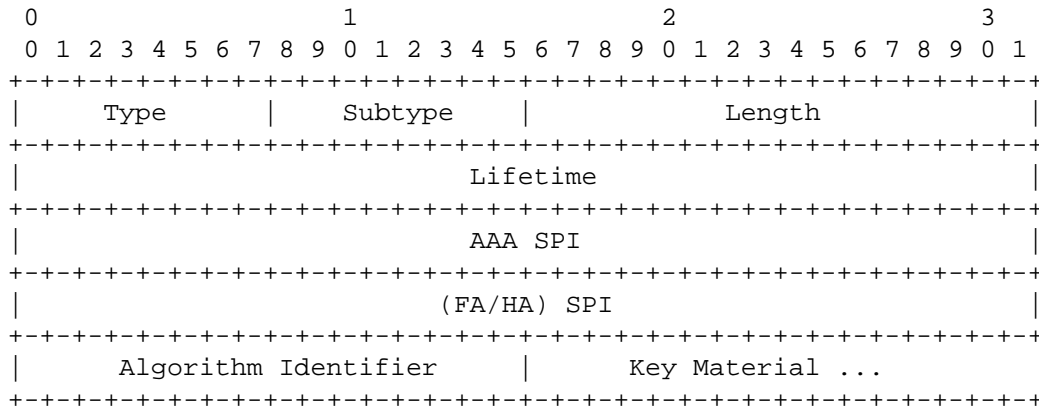 0                   1                   2                   3
 0 1 2 3 4 5 6 7 8 9 0 1 2 3 4 5 6 7 8 9 0 1 2 3 4 5 6 7 8 9 0 1
+-+-+-+-+-+-+-+-+-+-+-+-+-+-+-+-+-+-+-+-+-+-+-+-+-+-+-+-+-+-+-+-+
|     Type      |    Subtype    |            Length             |
+-+-+-+-+-+-+-+-+-+-+-+-+-+-+-+-+-+-+-+-+-+-+-+-+-+-+-+-+-+-+-+-+
|                            Lifetime                           |
+-+-+-+-+-+-+-+-+-+-+-+-+-+-+-+-+-+-+-+-+-+-+-+-+-+-+-+-+-+-+-+-+
|                            AAA SPI                            |
+-+-+-+-+-+-+-+-+-+-+-+-+-+-+-+-+-+-+-+-+-+-+-+-+-+-+-+-+-+-+-+-+
|                          (FA/HA) SPI                          |
+-+-+-+-+-+-+-+-+-+-+-+-+-+-+-+-+-+-+-+-+-+-+-+-+-+-+-+-+-+-+-+-+
|      Algorithm Identifier     |      Key Material ...
+-+-+-+-+-+-+-+-+-+-+-+-+-+-+-+-+-+-+-+-+-+-+-+-+-+-+-+-+-+-+-+-+